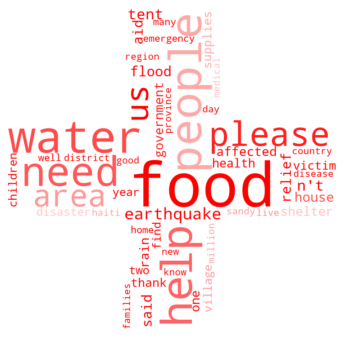 tent
many
aid
emergency
supplies
region
medical
flood
us
government
province
people
day
water
please
need
food
affected
country
well
district
good
health
victim
children
n't
disease
area
year
relief
house
disaster
haiti
earthquake
sandy
live
shelter
home
find
help
rain
new
village
million
two
know
thank
one
families
said